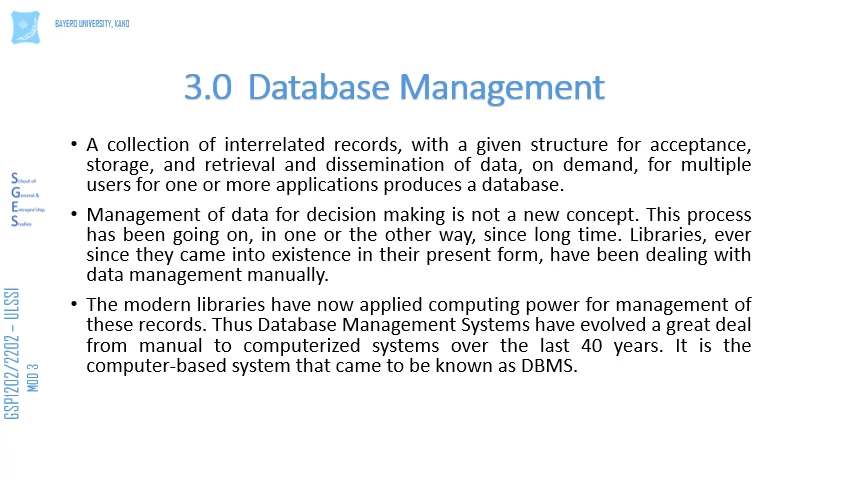 BAYERO UNIVERSITY, KANO
3.0 Database Management
• A collection of interrelated records, with a given structure for acceptance,
storage, and retrieval and dissemination of data, on demand, for multiple
users for one or more applications produces a database.
• Management of data for decision making is not a new concept. This process
has been going on, in one or the other way, since long time. Libraries, ever
since they came into existence in their present form, have been dealing with
data management manually.
• The modern libraries have now applied computing power for management of
these records. Thus Database Management Systems have evolved a great deal
from manual to computerized systems over the last 40 years. It is the
computer-based system that came to be known as DBMS.
School of
General &
Entrepre'ship
Studies
GSP1202/2202 – ULSSI
MOD 3